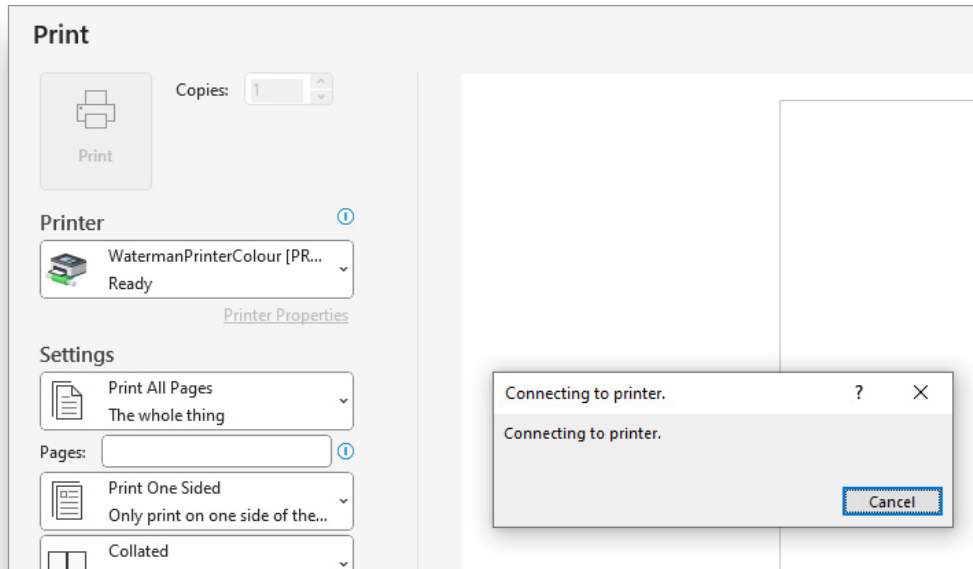 Print
Copies: 1
Print
Printer
WatermanPrinterColour [PR...
Ready
Printer Properties
Settings
Print All Pages
The whole thing
Pages:
Print One Sided
Only print on one side of the...
Collated
Connecting to printer. ?
Connecting to printer.
Cancel